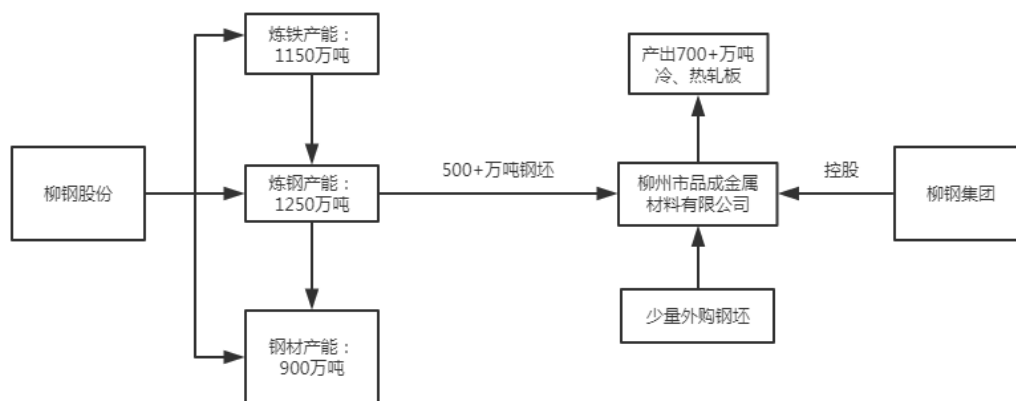 柳钢股份
炼铁产能：
1150万吨
炼钢产能：
1250万吨
钢材产能：
900万吨
500+万吨钢坯
产出700+万吨
冷、热轧板
柳州市品成金属
材料有限公司
少量外购钢坯
控股
柳钢集团